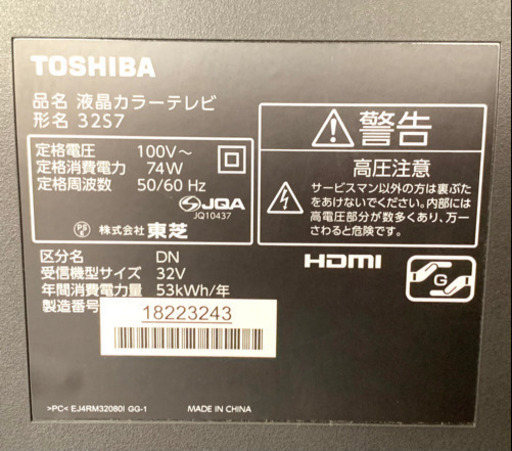 TOSHIBA
品名 液晶カラーテレビ
形名 32S7
定格電圧 100V～
定格消費電力 74W
定格周波数 50/60 Hz
JQA
JQ10437
PS
E
株式会社 東芝
警告
高圧注意
サービスマン以外の方は裏ぶた
をあけないでください。内部には
高電圧部分が数多くあり、万一
さわると危険です。
区分名 DN
受信機型サイズ 32V
年間消費電力量 53kWh/年
製造番号
18223243
HDMI
G
>PC< EJ4RM32080I GG-1
MADE IN CHINA